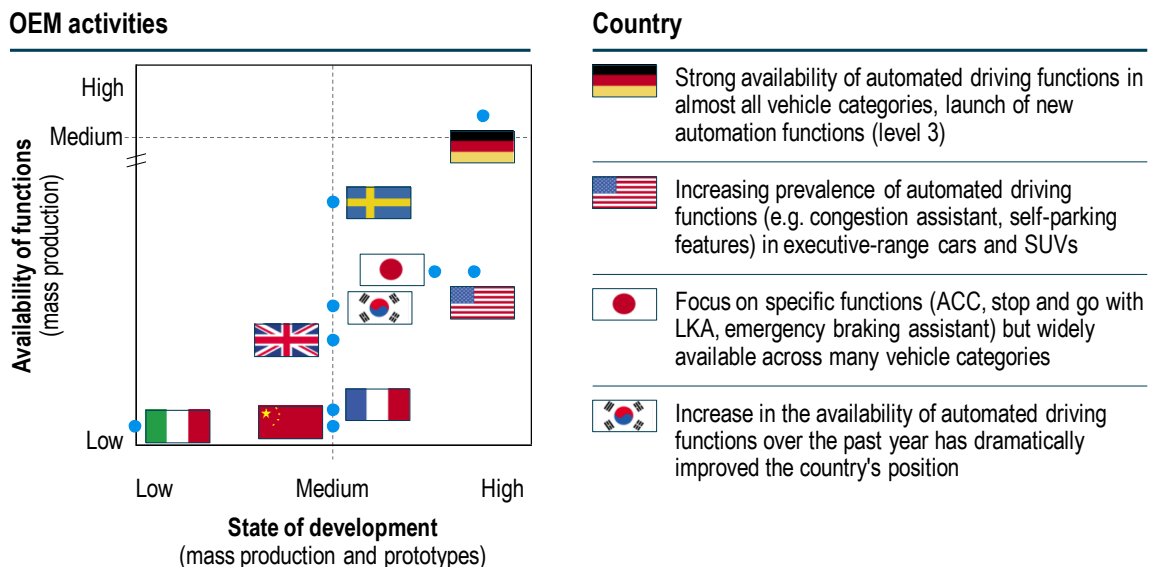 OEM activities
High
Medium
Low
Availability of functions
(mass production)
Low Medium High
State of development
(mass production and prototypes)
Country
Strong availability of automated driving functions in
almost all vehicle categories, launch of new
automation functions (level 3)
Increasing prevalence of automated driving
functions (e.g. congestion assistant, self-parking
features) in executive-range cars and SUVs
Focus on specific functions (ACC, stop and go with
LKA, emergency braking assistant) but widely
available across many vehicle categories
Increase in the availability of automated driving
functions over the past year has dramatically
improved the country's position